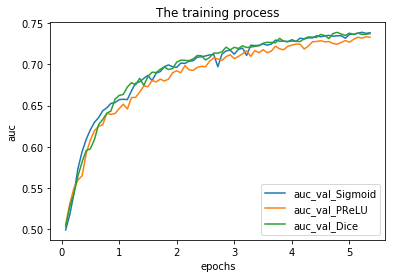 The training process
0.75
0.70
0.65
0.60
0.55
0.50
auc
0 1 2 3 4 5
epochs
auc_val_Sigmoid
auc_val_PReLU
auc_val_Dice